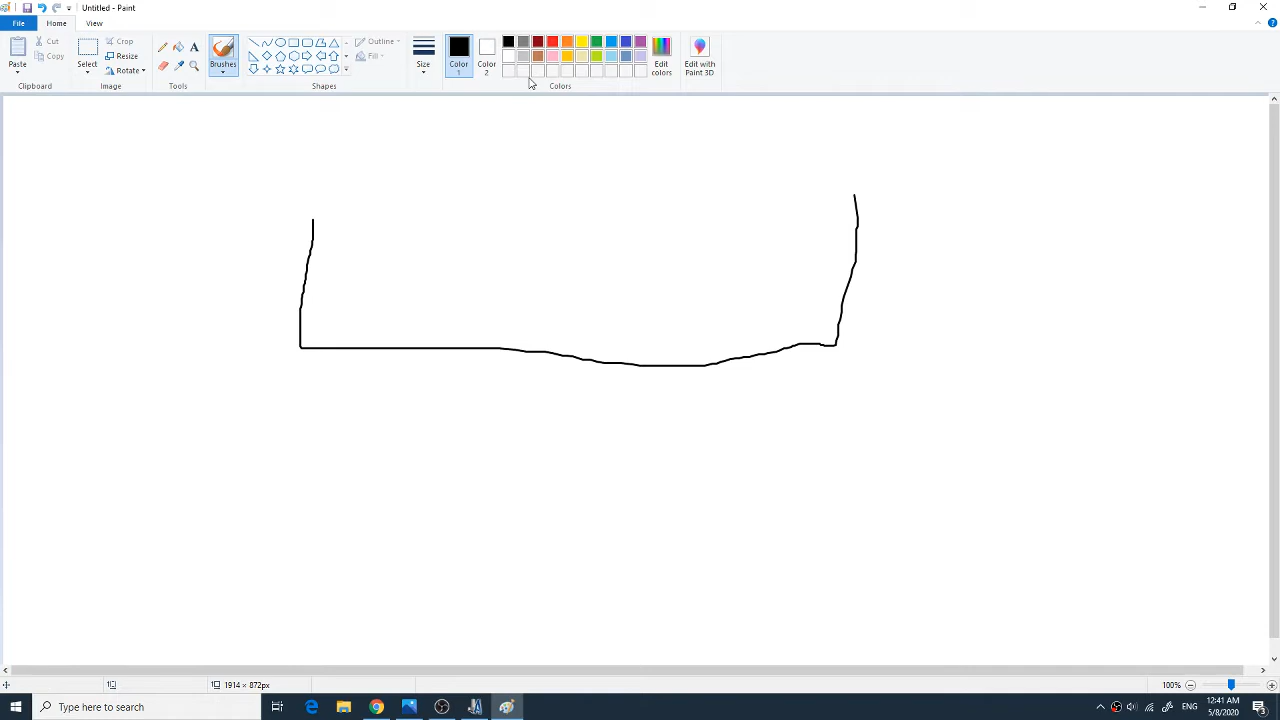 Untitled - Paint
File
Home
View
Paste
Cut
Copy
Clipboard
Select
Crop
Resize
Rotate
Image
A
Tools
Brushes
Shapes
Outline
Fill
Size
Color
1
Color
2
Colors
Edit
colors
Edit with
Paint 3D
1914 × 872px
100%
Type here to search
ENG
12:41 AM
5/8/2020